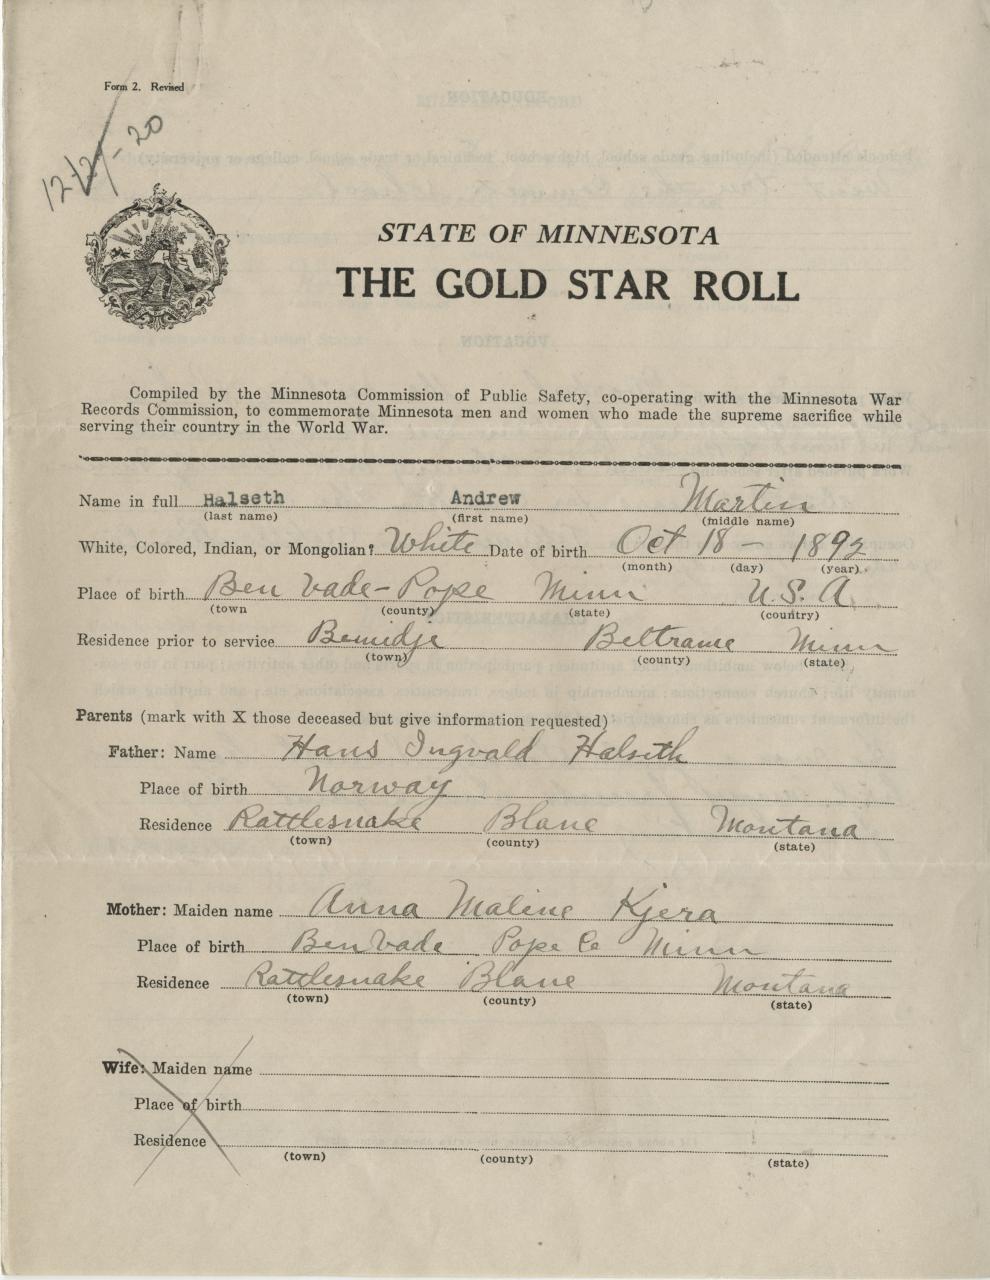 Form 2. Revised
12/27-20
STATE OF MINNESOTA
THE GOLD STAR ROLL
Compiled by the Minnesota Commission of Public Safety, co-operating with the Minnesota War
Records Commission, to commemorate Minnesota men and women who made the supreme sacrifice while
serving their country in the World War.
Name in full Halseth Andrew Martin
(last name) (first name) (middle name)
White, Colored, Indian, or Mongolian? White Date of birth Oct 18 - 1892
(month) (day) (year)
Place of birth Ben Vade - Pope Minn U.S.A.
(town (county) (state) (country)
Residence prior to service Bemidje Beltrame Minn
(town) (county) (state)
Parents (mark with X those deceased but give information requested)
Father: Name Hans Ingvald Halseth
Place of birth Norway
Residence Rattlesnake Blane Montana
(town) (county) (state)
Mother: Maiden name Anna Maline Kjera
Place of birth Ben Vade Pope Co Minn
Residence Rattlesnake Blane Montana
(town) (county) (state)
Wife: Maiden name
Place of birth
Residence
(town) (county) (state)